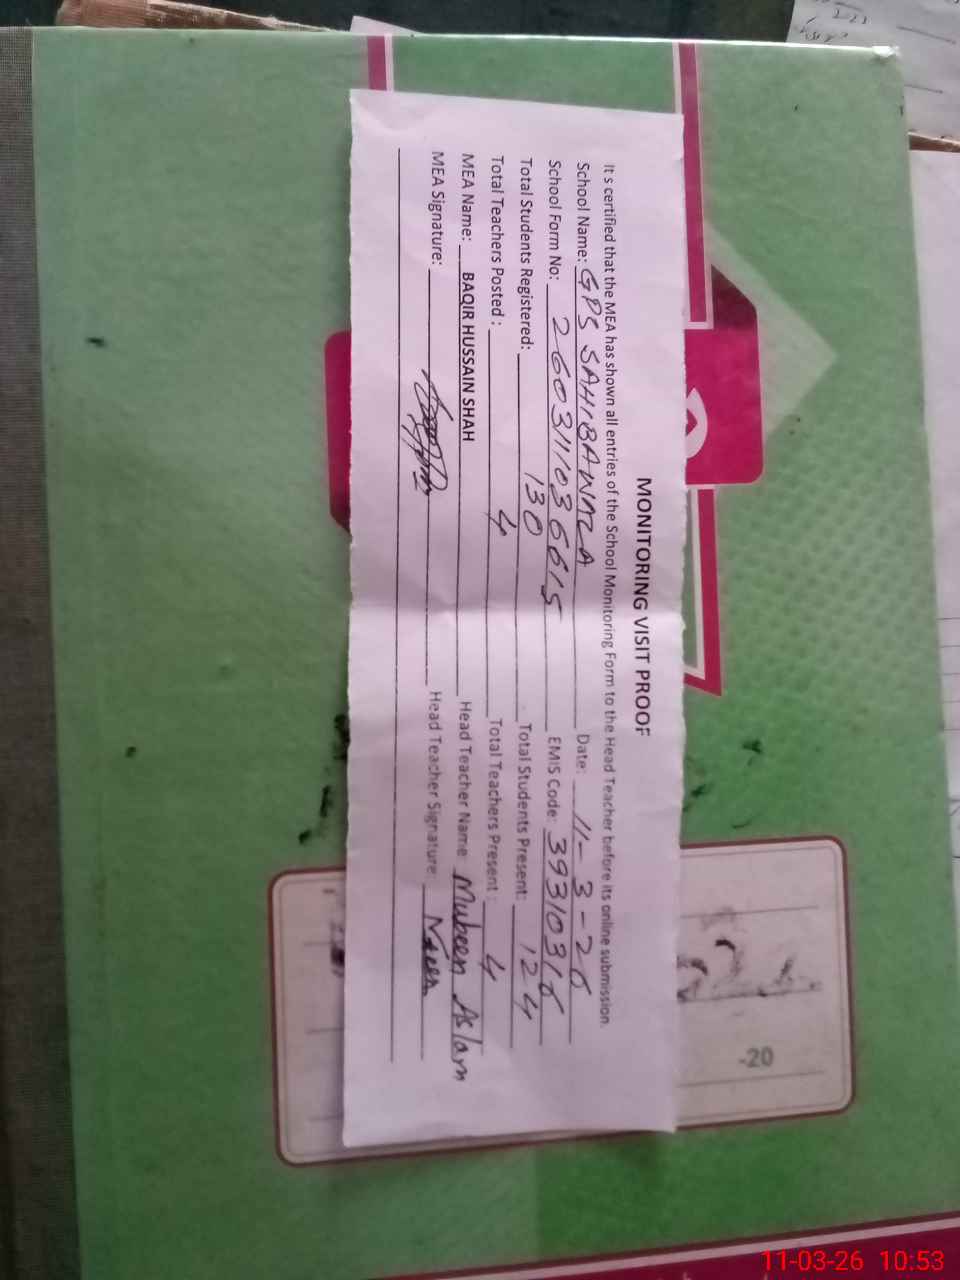 MONITORING VISIT PROOF
It s certified that the MEA has shown all entries of the School Monitoring Form to the Head Teacher before its online submission.
School Name: GPS SAHIBAWALA Date: 11-3-26
School Form No: 2603111036615 EMIS Code: 39310316
Total Students Registered: 130 Total Students Present: 124
Total Teachers Posted : 4 Total Teachers Present : 4
MEA Name: BAQIR HUSSAIN SHAH Head Teacher Name: Mubeen Aslam
MEA Signature: Head Teacher Signature:
-20
11-03-26 10:53